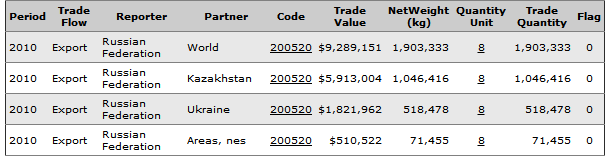 Period Trade Flow Reporter Partner Code Trade Value NetWeight (kg) Quantity Unit Trade Quantity Flag
2010 Export Russian Federation World 200520 $9,289,151 1,903,333 8 1,903,333 0
2010 Export Russian Federation Kazakhstan 200520 $5,913,004 1,046,416 8 1,046,416 0
2010 Export Russian Federation Ukraine 200520 $1,821,962 518,478 8 518,478 0
2010 Export Russian Federation Areas, nes 200520 $510,522 71,455 8 71,455 0